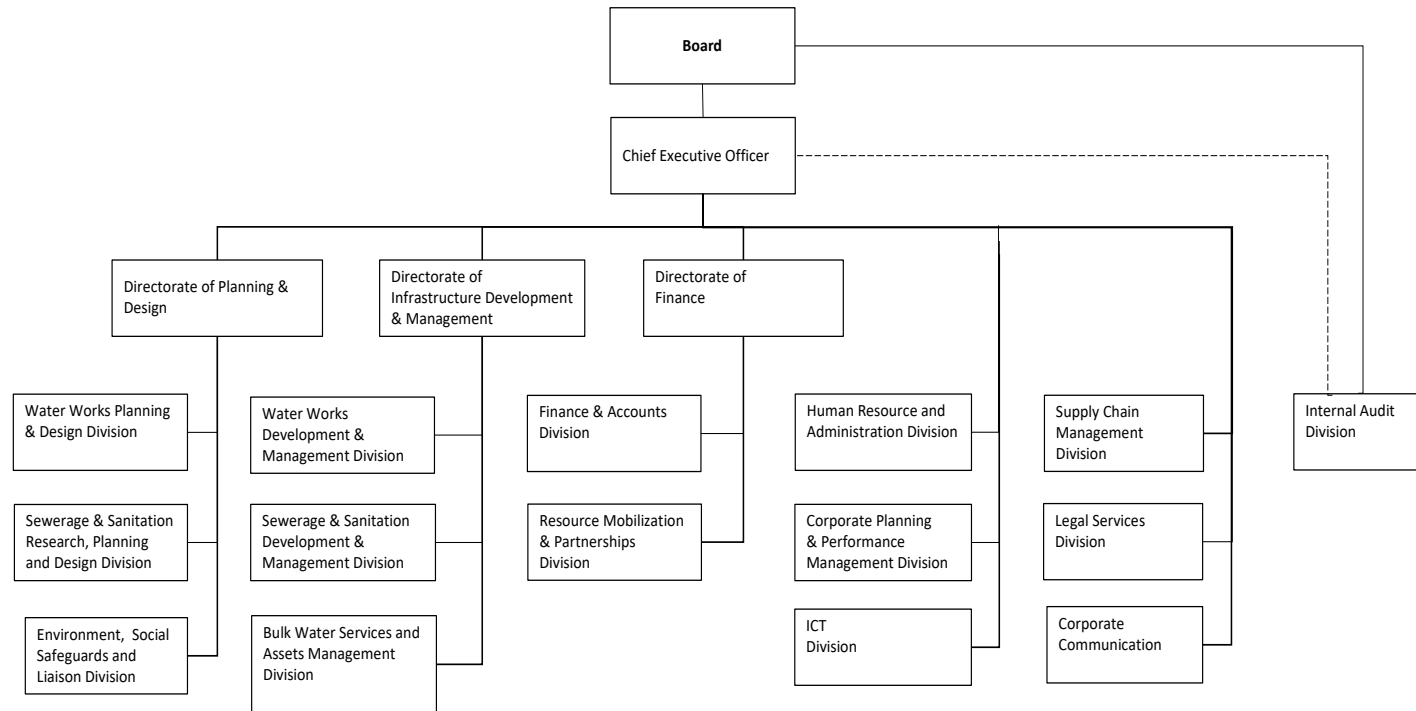 Board
Chief Executive Officer
Directorate of Planning &
Design
Directorate of
Infrastructure Development
& Management
Directorate of
Finance
Water Works Planning
& Design Division
Water Works
Development &
Management Division
Finance & Accounts
Division
Human Resource and
Administration Division
Supply Chain
Management
Division
Internal Audit
Division
Sewerage & Sanitation
Research, Planning
and Design Division
Sewerage & Sanitation
Development &
Management Division
Resource Mobilization
& Partnerships
Division
Corporate Planning
& Performance
Management Division
Legal Services
Division
Environment, Social
Safeguards and
Liaison Division
Bulk Water Services and
Assets Management
Division
ICT
Division
Corporate
Communication